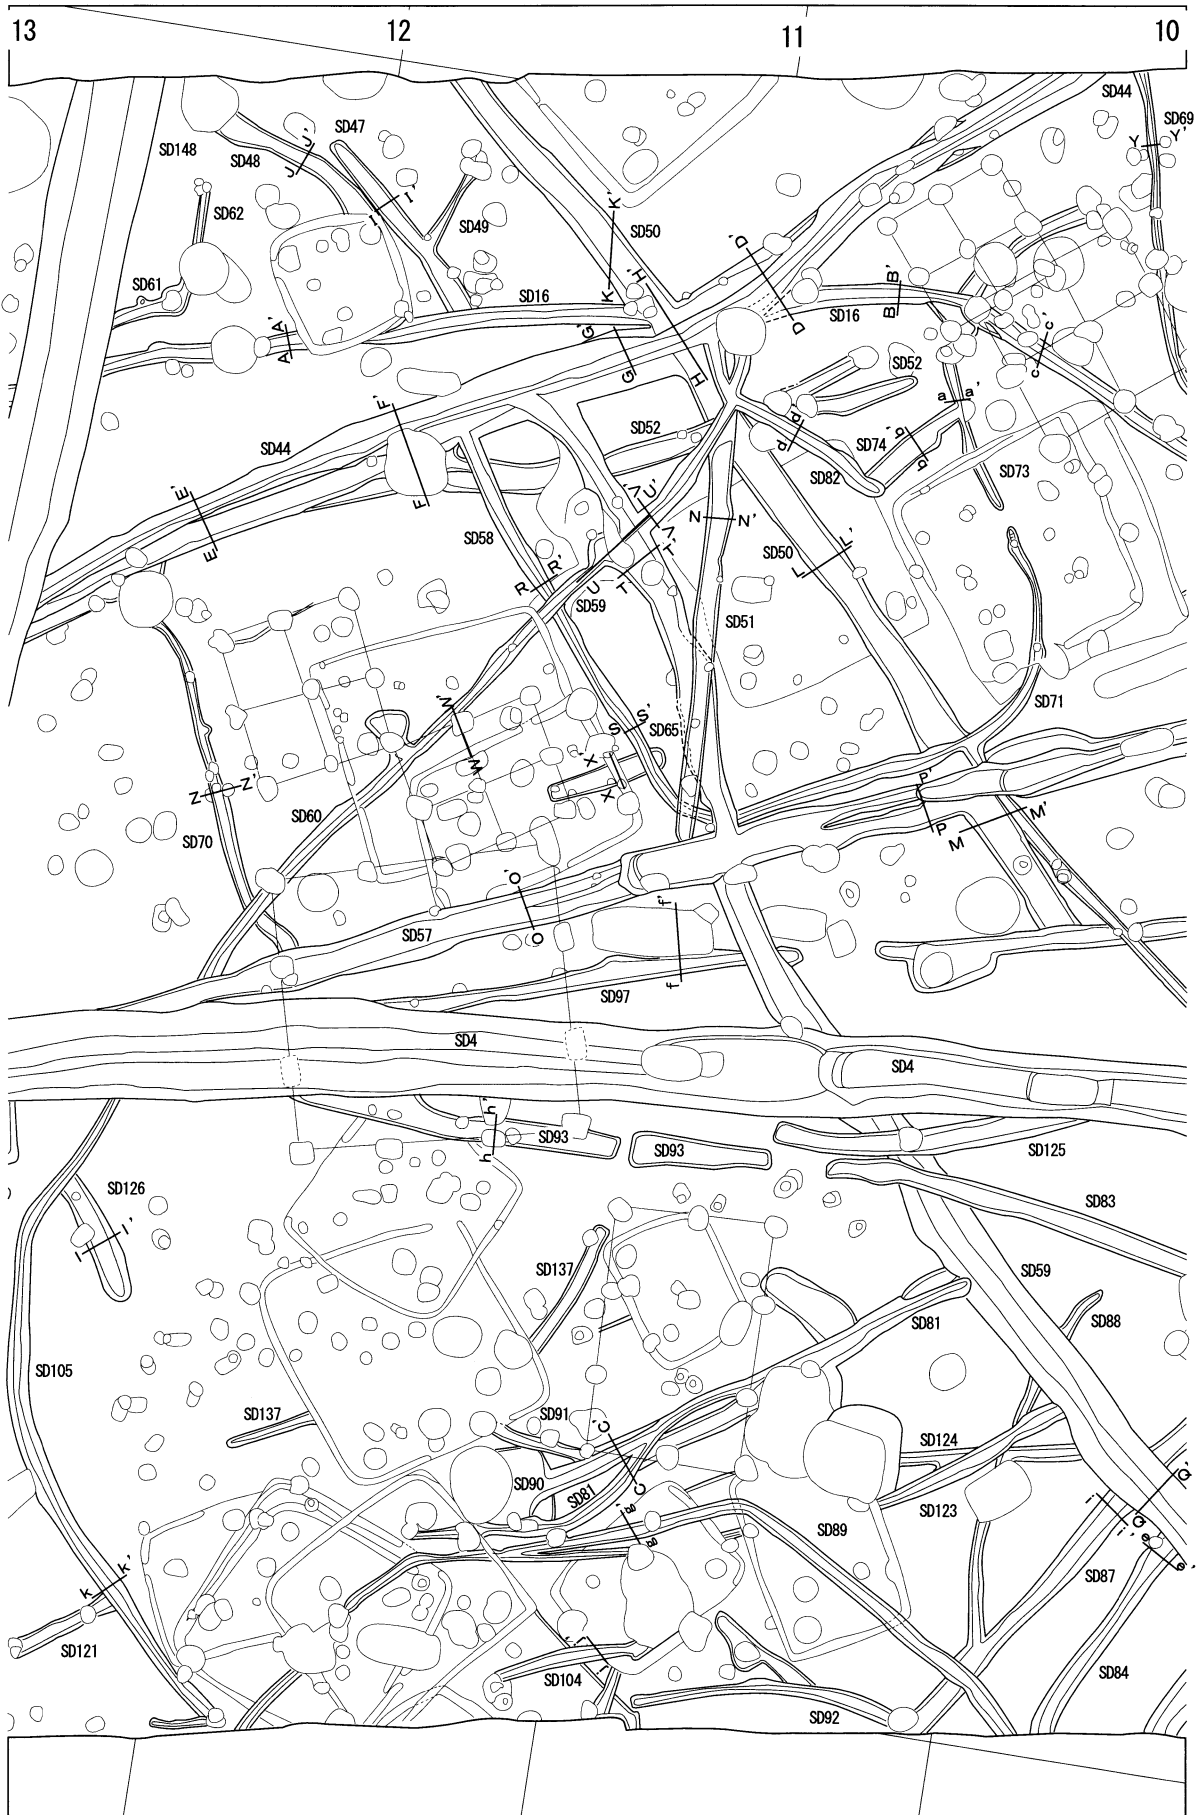 13
12
11
10
SD148
SD48
J
J'
SD47
I
I'
SD62
SD49
SD61
SD16
A
A'
K'
K
SD50
H'
H
G'
G
D'
D
SD16
B'
B
SD44
SD69
Y
Y'
c'
c
SD52
a
a'
SD74
b'
b
d'
d
SD82
SD73
F'
F
SD44
E'
E
SD52
V'
V
U'
U
T'
T
N
N'
SD50
L'
L
SD58
R
R'
SD59
SD51
SD71
W'
W
S
S'
SD65
X'
X
Z
Z'
SD60
SD70
P'
P
M
M'
O'
O
SD57
f'
f
SD97
SD4
SD4
h'
h
SD93
SD93
SD125
SD126
l
l'
SD83
SD137
SD59
SD88
SD81
SD105
SD137
SD91
C'
C
SD90
SD81
g'
g
SD124
SD123
SD89
Q'
Q
i
i'
e
e'
SD87
k
k'
SD121
j'
j
SD104
SD84
SD92